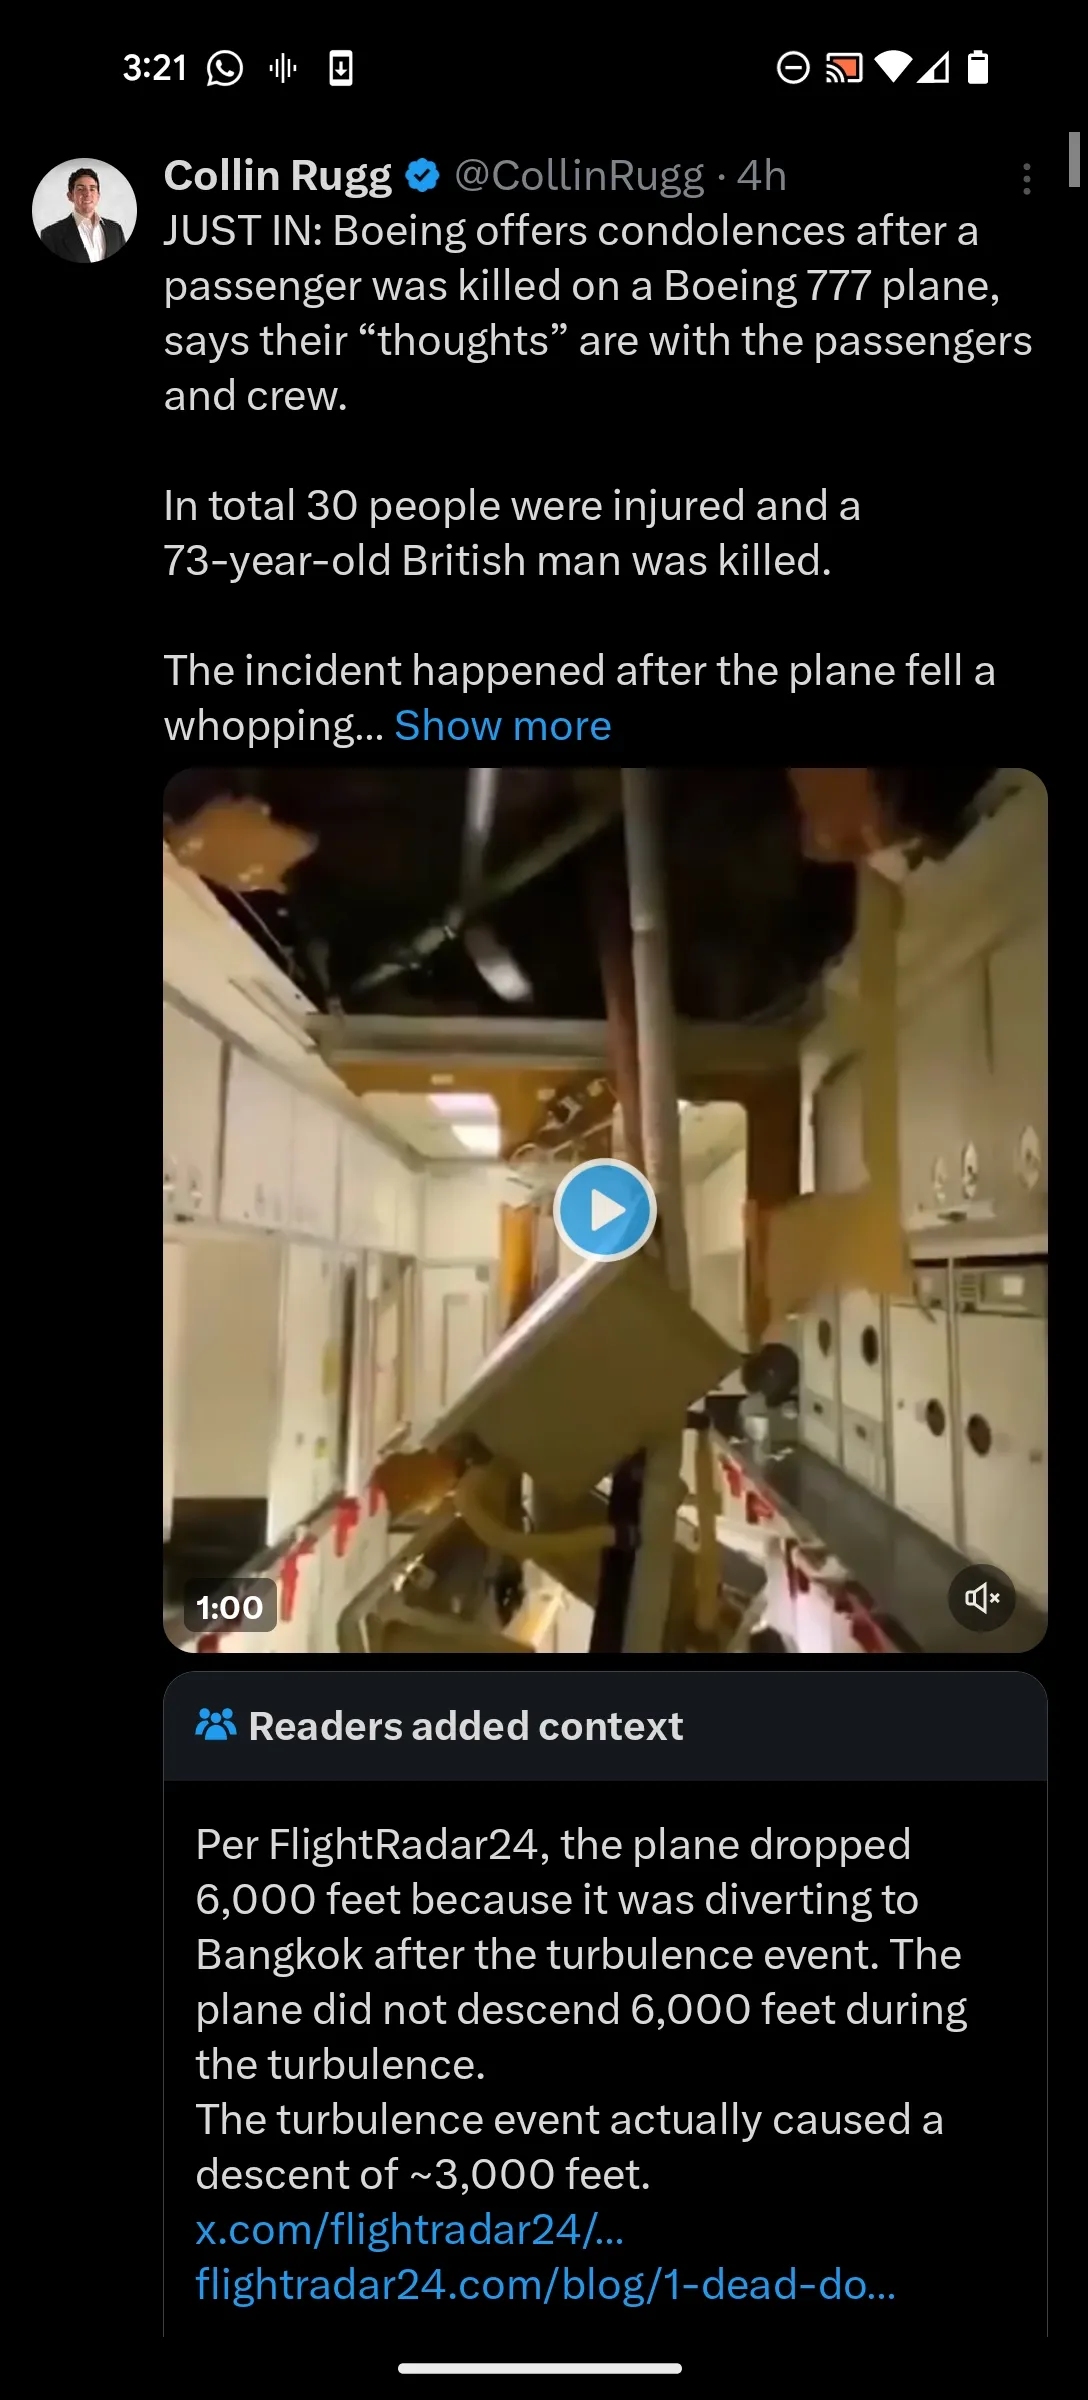 3:21
Collin Rugg @CollinRugg · 4h
JUST IN: Boeing offers condolences after a
passenger was killed on a Boeing 777 plane,
says their “thoughts” are with the passengers
and crew.
In total 30 people were injured and a
73-year-old British man was killed.
The incident happened after the plane fell a
whopping... Show more
1:00
Readers added context
Per FlightRadar24, the plane dropped
6,000 feet because it was diverting to
Bangkok after the turbulence event. The
plane did not descend 6,000 feet during
the turbulence.
The turbulence event actually caused a
descent of ~3,000 feet.
x.com/flightradar24/…
flightradar24.com/blog/1-dead-do…